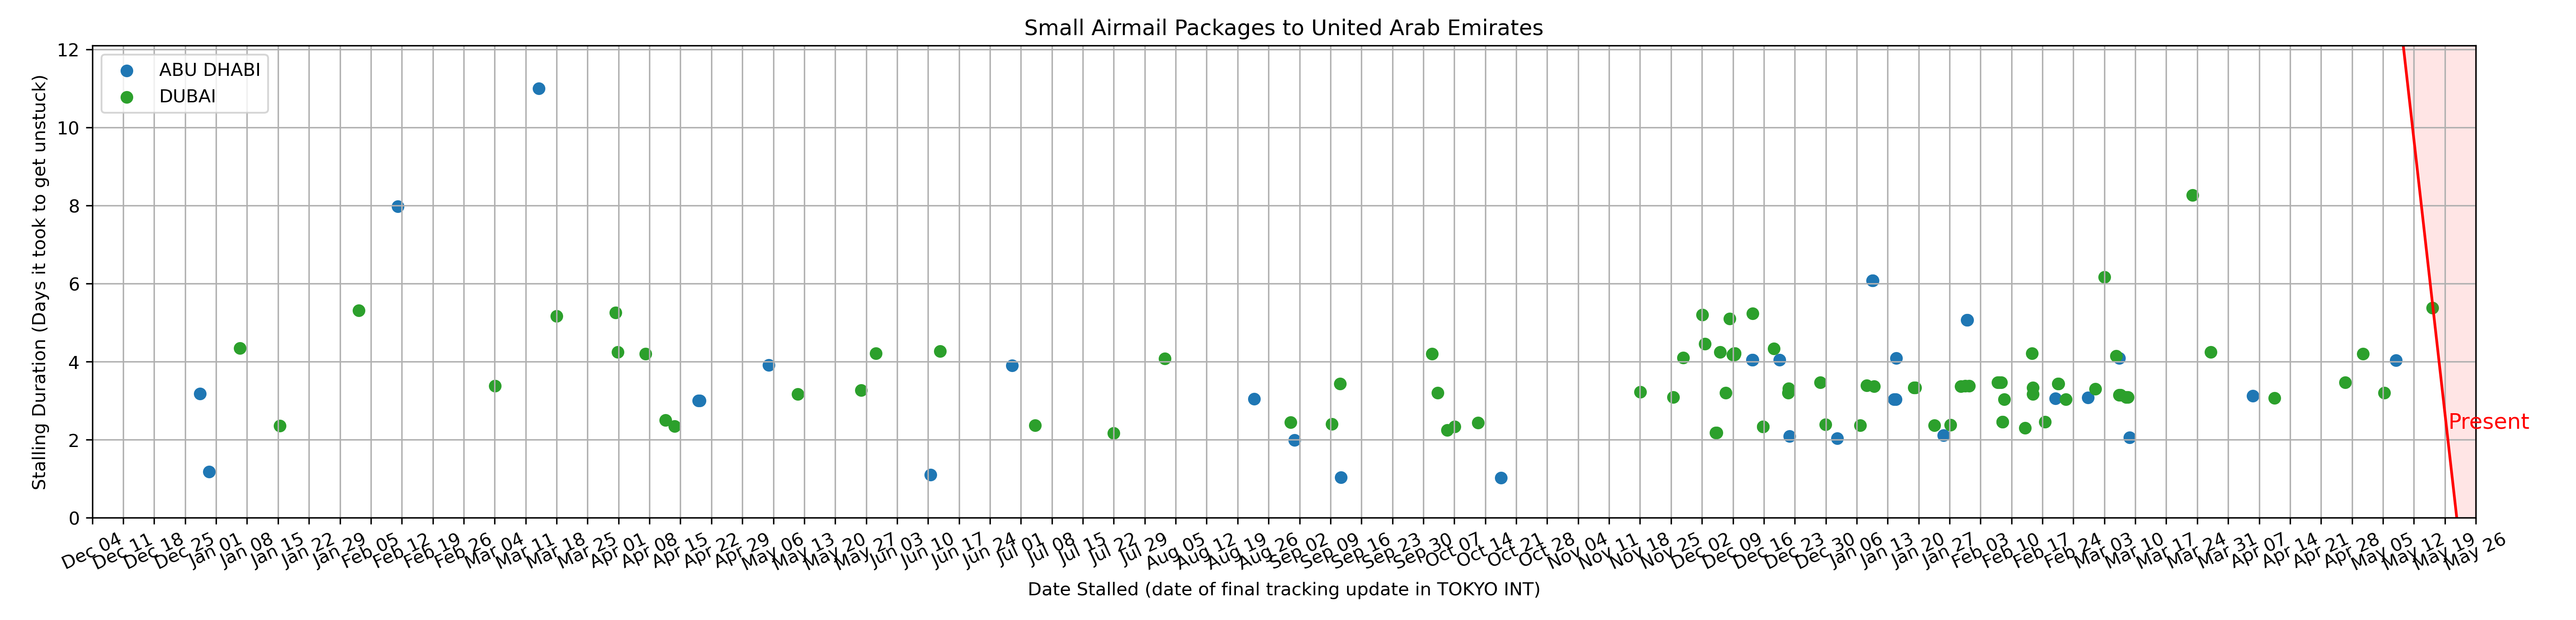 Small Airmail Packages to United Arab Emirates
ABU DHABI
DUBAI
12
10
8
6
4
2
0
Stalling Duration (Days it took to get unstuck)
Present
Dec 04
Dec 11
Dec 18
Dec 25
Jan 01
Jan 08
Jan 15
Jan 22
Jan 29
Feb 05
Feb 12
Feb 19
Feb 26
Mar 04
Mar 11
Mar 18
Mar 25
Apr 01
Apr 08
Apr 15
Apr 22
Apr 29
May 06
May 13
May 20
May 27
Jun 03
Jun 10
Jun 17
Jun 24
Jul 01
Jul 08
Jul 15
Jul 22
Jul 29
Aug 05
Aug 12
Aug 19
Aug 26
Sep 02
Sep 09
Sep 16
Sep 23
Sep 30
Oct 07
Oct 14
Oct 21
Oct 28
Nov 04
Nov 11
Nov 18
Nov 25
Dec 02
Dec 09
Dec 16
Dec 23
Dec 30
Jan 06
Jan 13
Jan 20
Jan 27
Feb 03
Feb 10
Feb 17
Feb 24
Mar 03
Mar 10
Mar 17
Mar 24
Mar 31
Apr 07
Apr 14
Apr 21
Apr 28
May 05
May 12
May 19
May 26
Date Stalled (date of final tracking update in TOKYO INT)